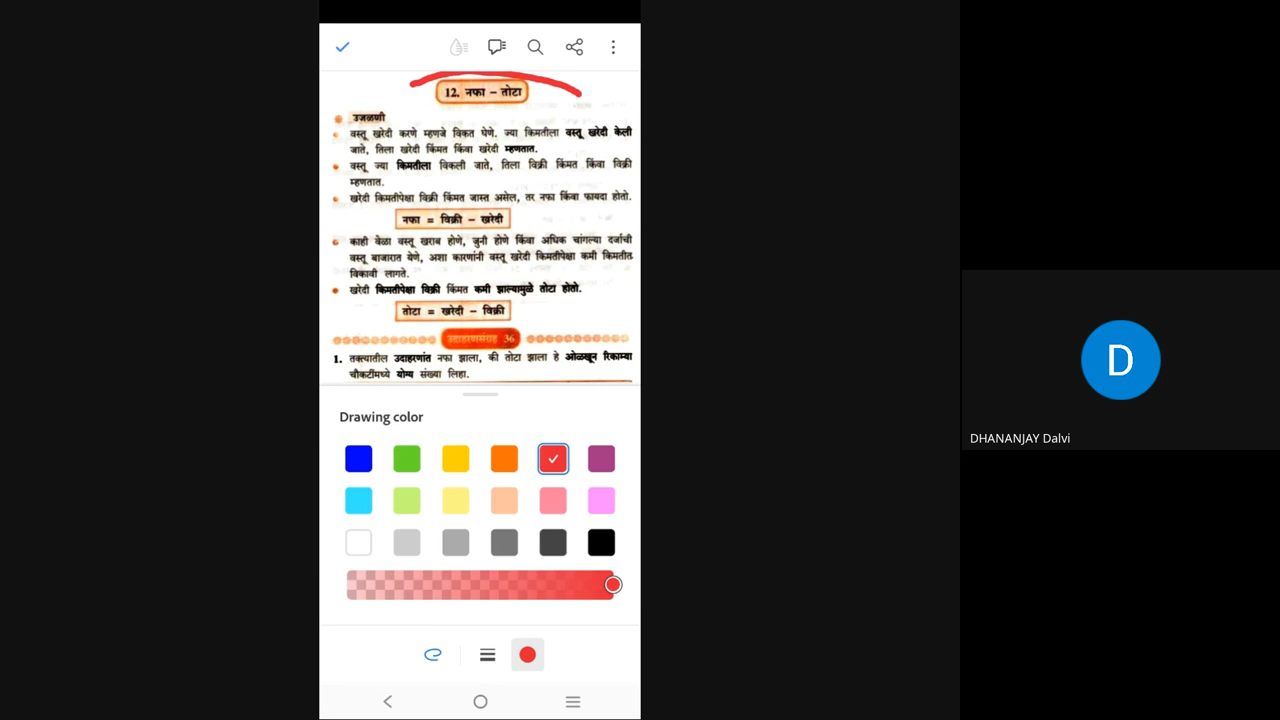 12. नफा – तोटा
उजळणी
वस्तू खरेदी करणे म्हणजे विकत घेणे. ज्या किमतीला वस्तू खरेदी केली
जाते, तिला खरेदी किंमत किंवा खरेदी म्हणतात.
वस्तू ज्या किमतीला विकली जाते, तिला विक्री किंमत किंवा विक्री
म्हणतात.
खरेदी किमतीपेक्षा विक्री किंमत जास्त असेल, तर नफा किंवा फायदा होतो.
नफा = विक्री – खरेदी
काही वेळा वस्तू खराब होणे, जुनी होणे किंवा अधिक चांगल्या दर्जाची
वस्तू बाजारात येणे, अशा कारणांनी वस्तू खरेदी किमतीपेक्षा कमी किमतीत
विकावी लागते.
खरेदी किमतीपेक्षा विक्री किंमत कमी झाल्यामुळे तोटा होतो.
तोटा = खरेदी – विक्री
उदाहरणसंग्रह 36
1. तक्त्यातील उदाहरणांत नफा झाला, की तोटा झाला हे ओळखून रिकाम्या
चौकटींमध्ये योग्य संख्या लिहा.
Drawing color
D
DHANANJAY Dalvi